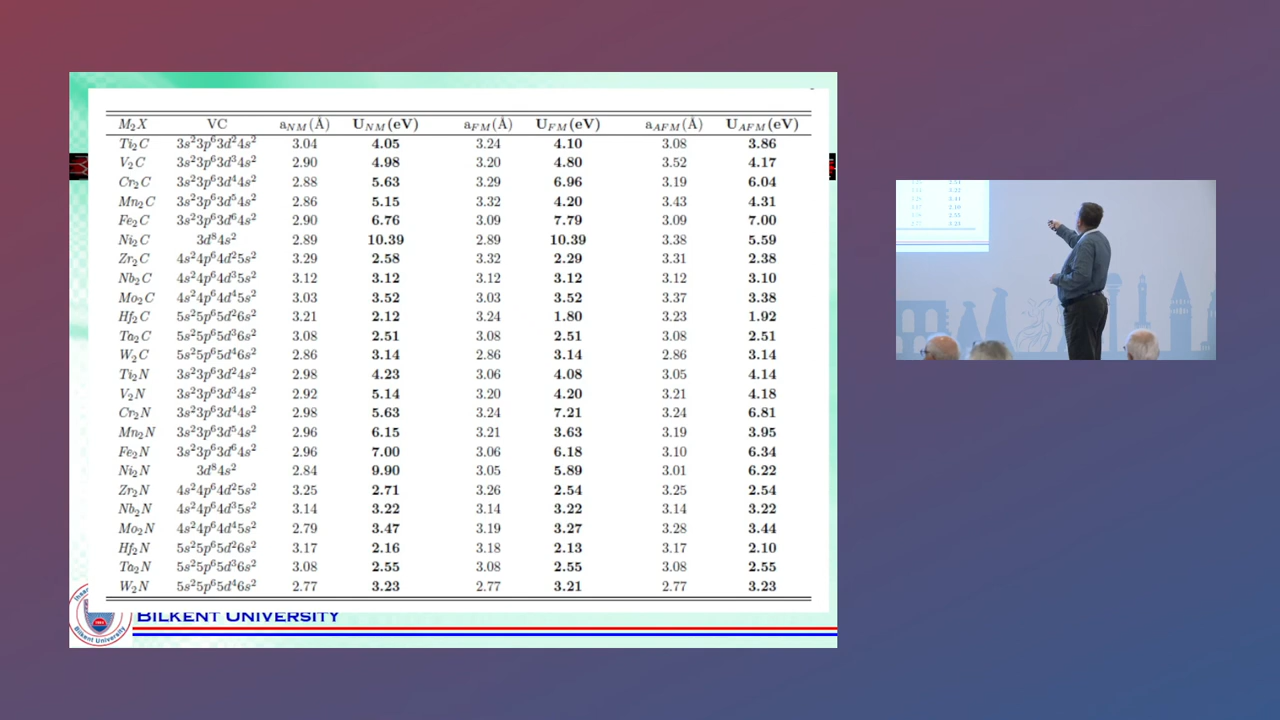 M₂X VC a_NM(Å) U_NM(eV) a_FM(Å) U_FM(eV) a_AFM(Å) U_AFM(eV)
Ti₂C 3s²3p⁶3d²4s² 3.04 4.05 3.24 4.10 3.08 3.86
V₂C 3s²3p⁶3d³4s² 2.90 4.98 3.20 4.80 3.52 4.17
Cr₂C 3s²3p⁶3d⁴4s² 2.88 5.63 3.29 6.96 3.19 6.04
Mn₂C 3s²3p⁶3d⁵4s² 2.86 5.15 3.32 4.20 3.43 4.31
Fe₂C 3s²3p⁶3d⁶4s² 2.90 6.76 3.09 7.79 3.09 7.00
Ni₂C 3d⁸4s² 2.89 10.39 2.89 10.39 3.38 5.59
Zr₂C 4s²4p⁶4d²5s² 3.29 2.58 3.32 2.29 3.31 2.38
Nb₂C 4s²4p⁶4d³5s² 3.12 3.12 3.12 3.12 3.12 3.10
Mo₂C 4s²4p⁶4d⁴5s² 3.03 3.52 3.03 3.52 3.37 3.38
Hf₂C 5s²5p⁶5d²6s² 3.21 2.12 3.24 1.80 3.23 1.92
Ta₂C 5s²5p⁶5d³6s² 3.08 2.51 3.08 2.51 3.08 2.51
W₂C 5s²5p⁶5d⁴6s² 2.86 3.14 2.86 3.14 2.86 3.14
Ti₂N 3s²3p⁶3d²4s² 2.98 4.23 3.06 4.08 3.05 4.14
V₂N 3s²3p⁶3d³4s² 2.92 5.14 3.20 4.20 3.21 4.18
Cr₂N 3s²3p⁶3d⁴4s² 2.98 5.63 3.24 7.21 3.24 6.81
Mn₂N 3s²3p⁶3d⁵4s² 2.96 6.15 3.21 3.63 3.19 3.95
Fe₂N 3s²3p⁶3d⁶4s² 2.96 7.00 3.06 6.18 3.10 6.34
Ni₂N 3d⁸4s² 2.84 9.90 3.05 5.89 3.01 6.22
Zr₂N 4s²4p⁶4d²5s² 3.25 2.71 3.26 2.54 3.25 2.54
Nb₂N 4s²4p⁶4d³5s² 3.14 3.22 3.14 3.22 3.14 3.22
Mo₂N 4s²4p⁶4d⁴5s² 2.79 3.47 3.19 3.27 3.28 3.44
Hf₂N 5s²5p⁶5d²6s² 3.17 2.16 3.18 2.13 3.17 2.10
Ta₂N 5s²5p⁶5d³6s² 3.08 2.55 3.08 2.55 3.08 2.55
W₂N 5s²5p⁶5d⁴6s² 2.77 3.23 2.77 3.21 2.77 3.23
BILKENT UNIVERSITY
Bilkent University